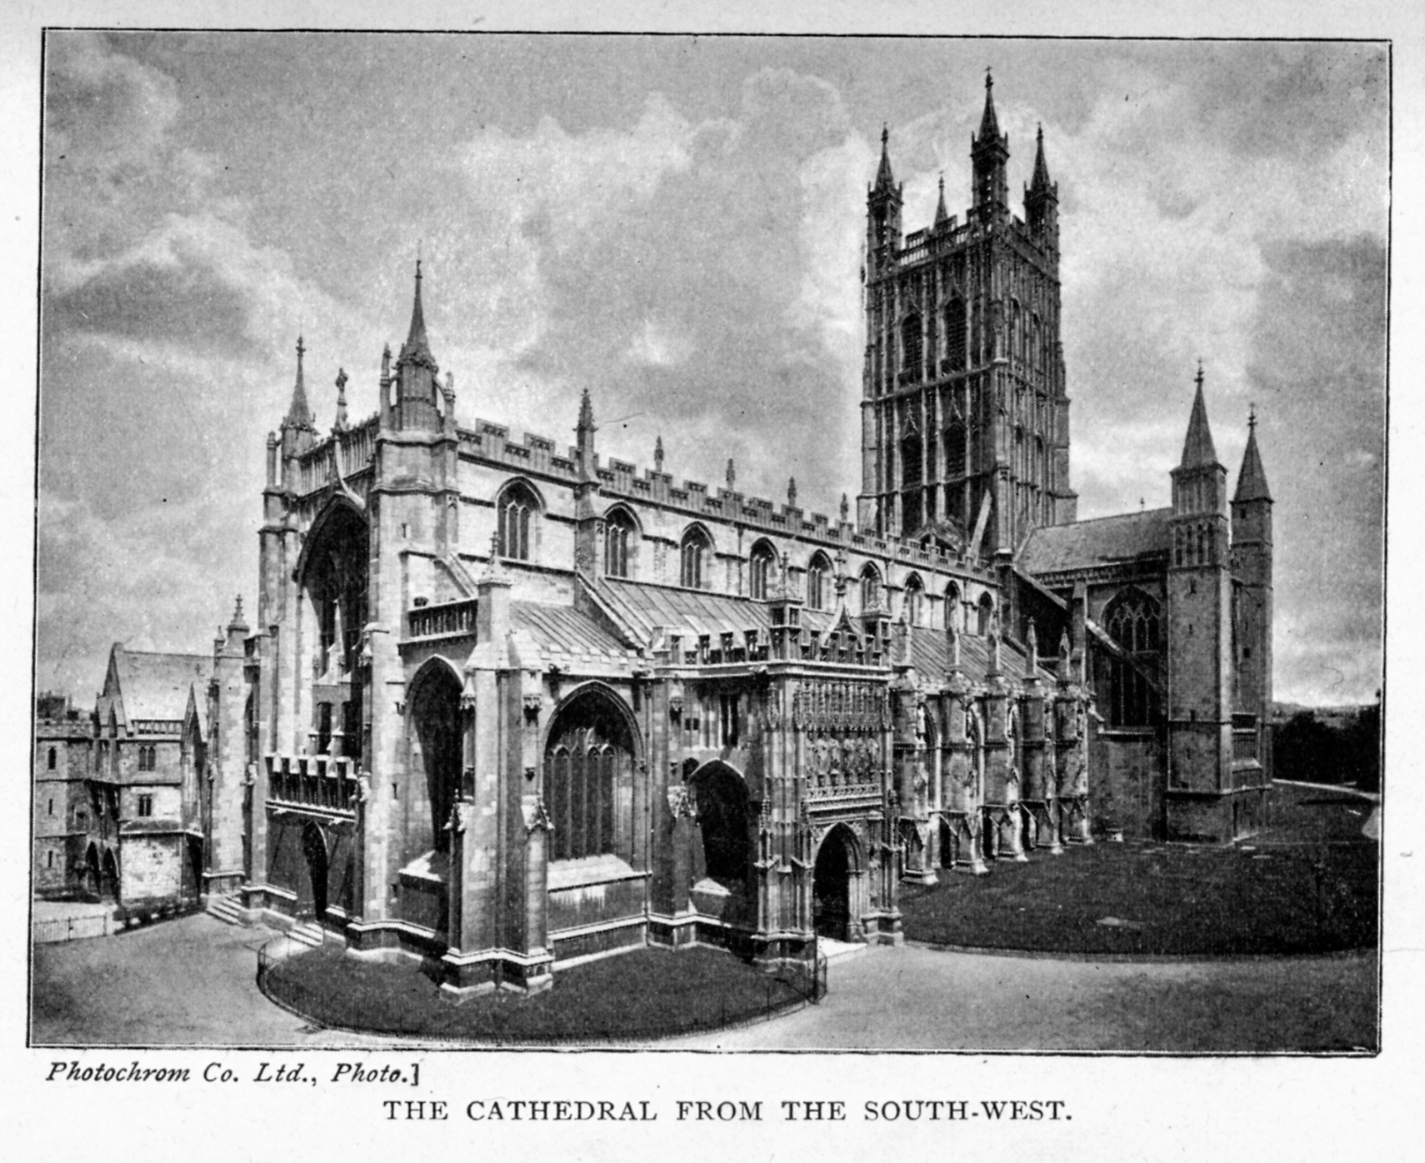 Photochrom Co. Ltd., Photo.]
THE CATHEDRAL FROM THE SOUTH-WEST.